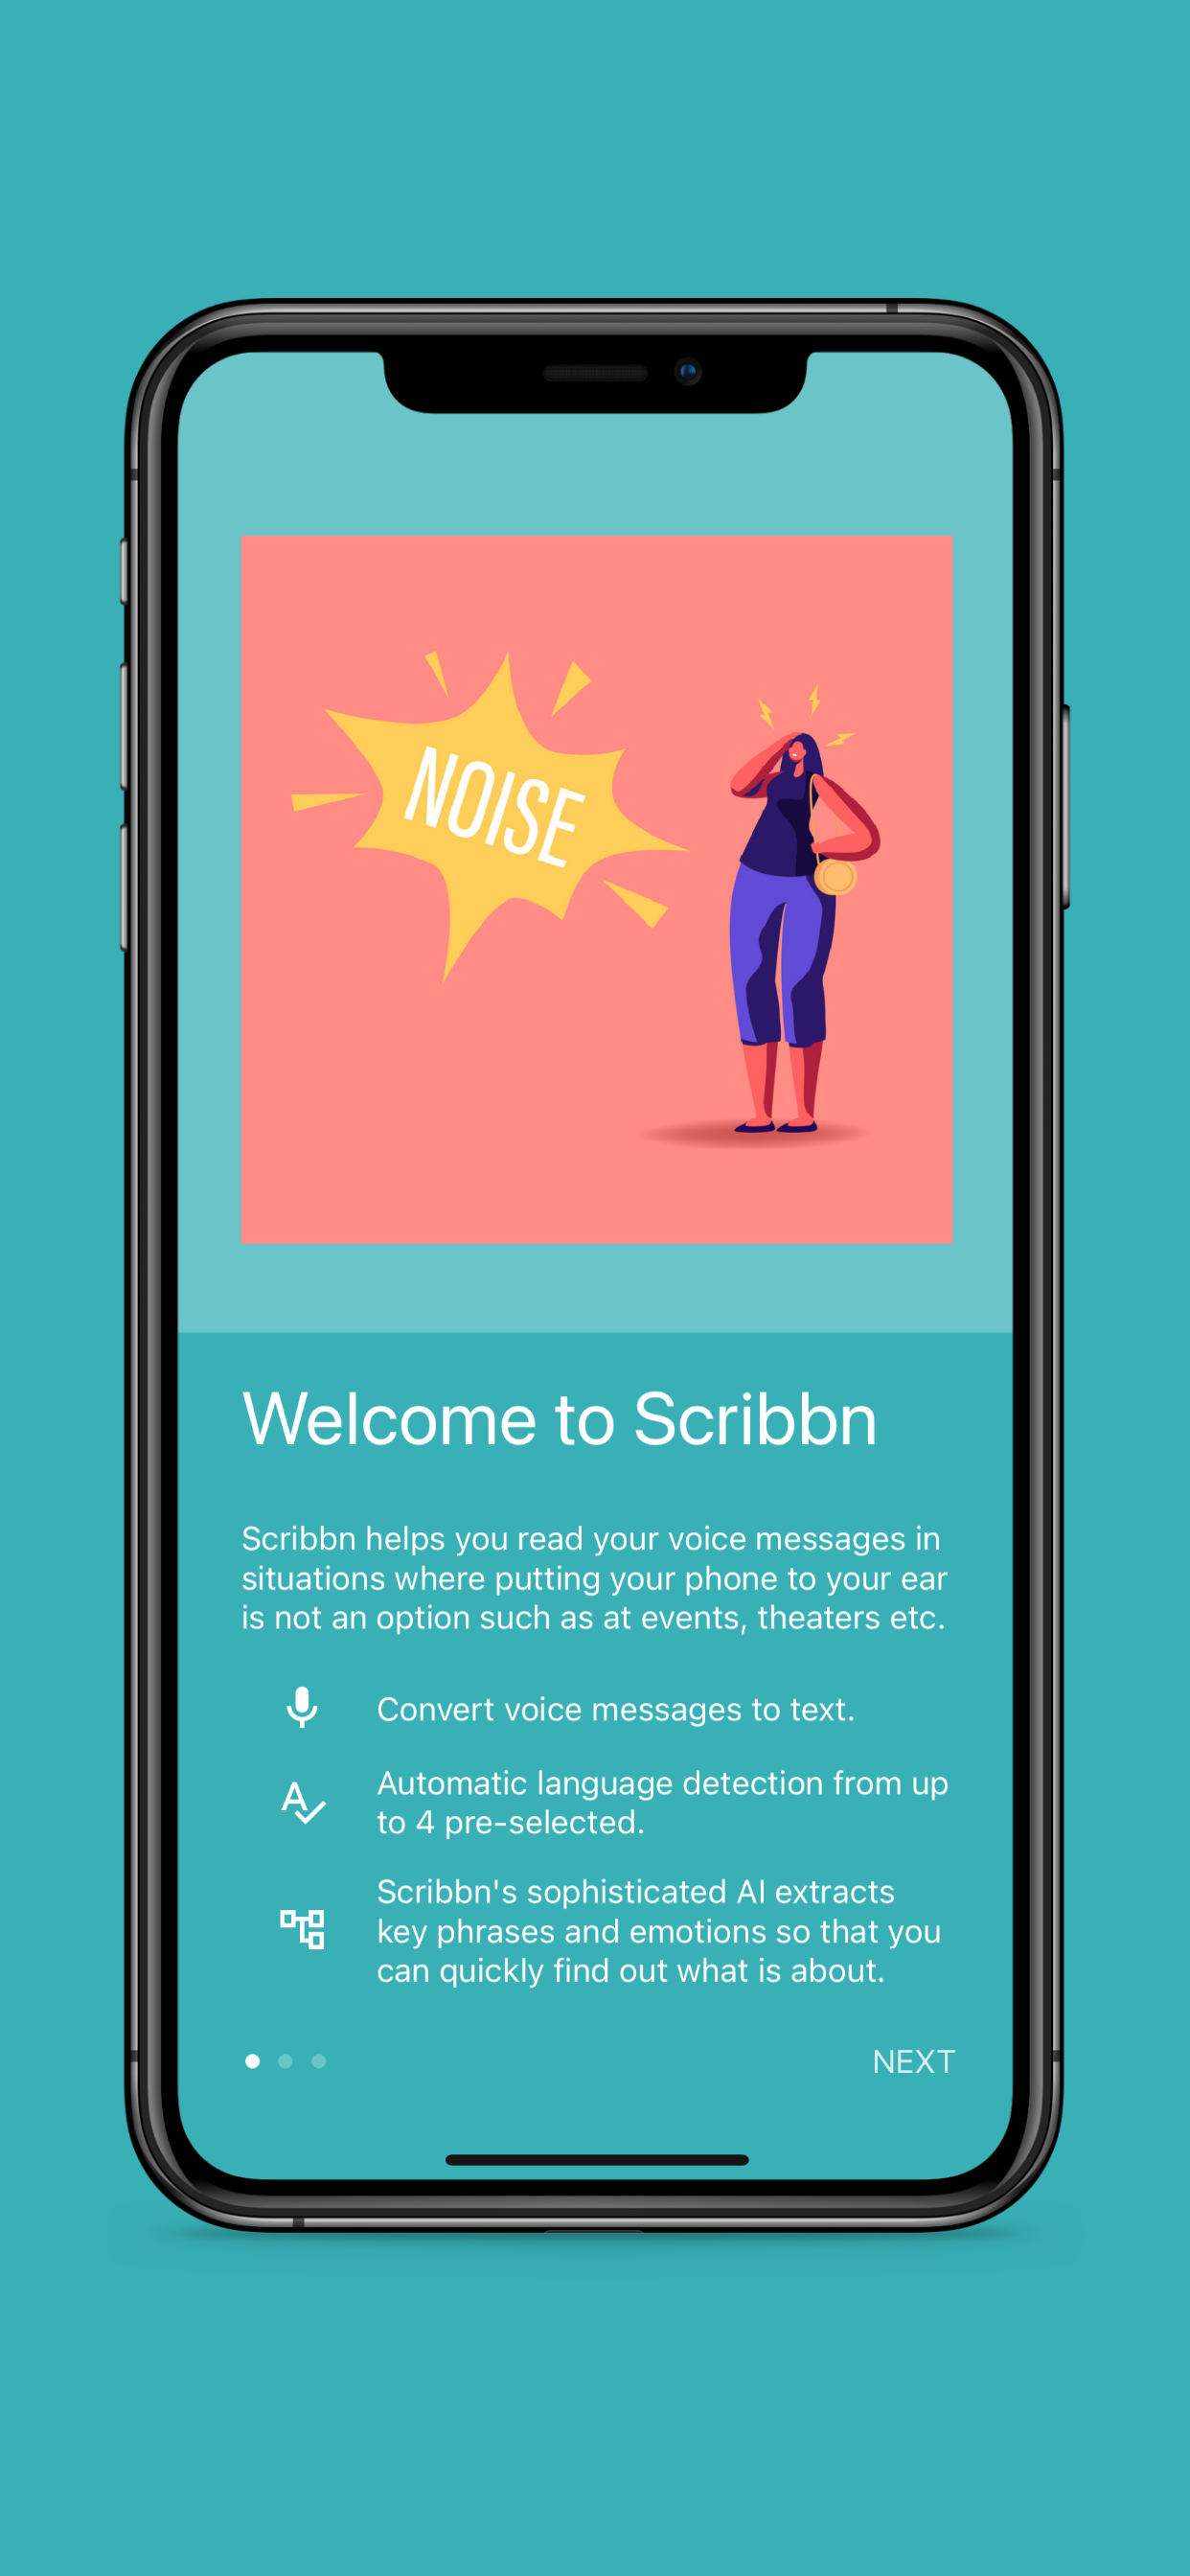 NOISE
Welcome to Scribbn
Scribbn helps you read your voice messages in
situations where putting your phone to your ear
is not an option such as at events, theaters etc.
Convert voice messages to text.
Automatic language detection from up
to 4 pre-selected.
Scribbn's sophisticated AI extracts
key phrases and emotions so that you
can quickly find out what is about.
NEXT